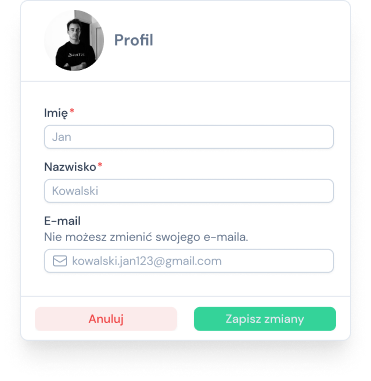 Profil
Imię*
Jan
Nazwisko*
Kowalski
E-mail
Nie możesz zmienić swojego e-maila.
kowalski.jan123@gmail.com
Anuluj
Zapisz zmiany